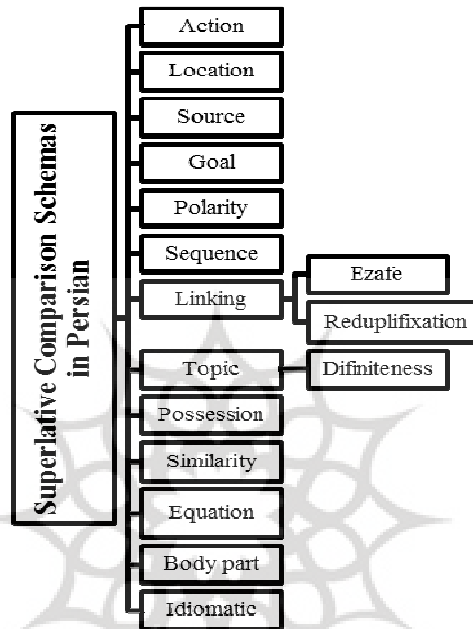 Superlative Comparison Schemas
in Persian
Action
Location
Source
Goal
Polarity
Sequence
Linking
Ezafe
Reduplifixation
Topic
Difiniteness
Possession
Similarity
Equation
Body part
Idiomatic